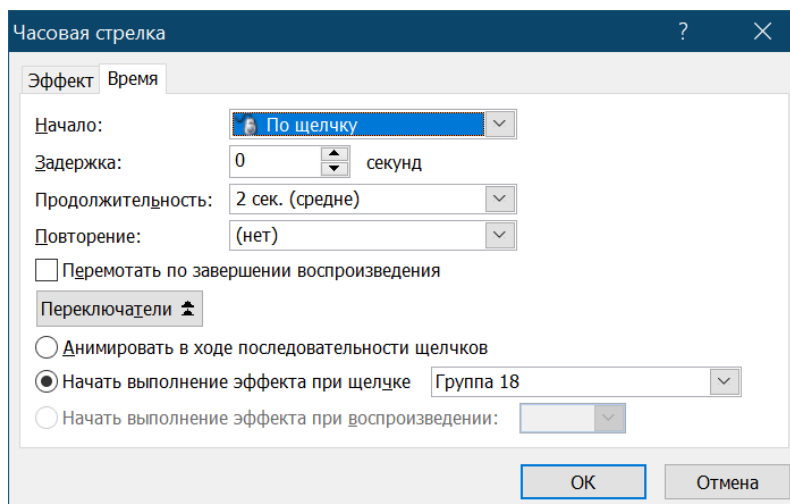 Часовая стрелка ?
Эффект Время
Начало: По щелчку
Задержка: 0 секунд
Продолжительность: 2 сек. (средне)
Повторение: (нет)
Перемотать по завершении воспроизведения
Переключатели
Анимировать в ходе последовательности щелчков
Начать выполнение эффекта при щелчке Группа 18
Начать выполнение эффекта при воспроизведении:
ОК Отмена